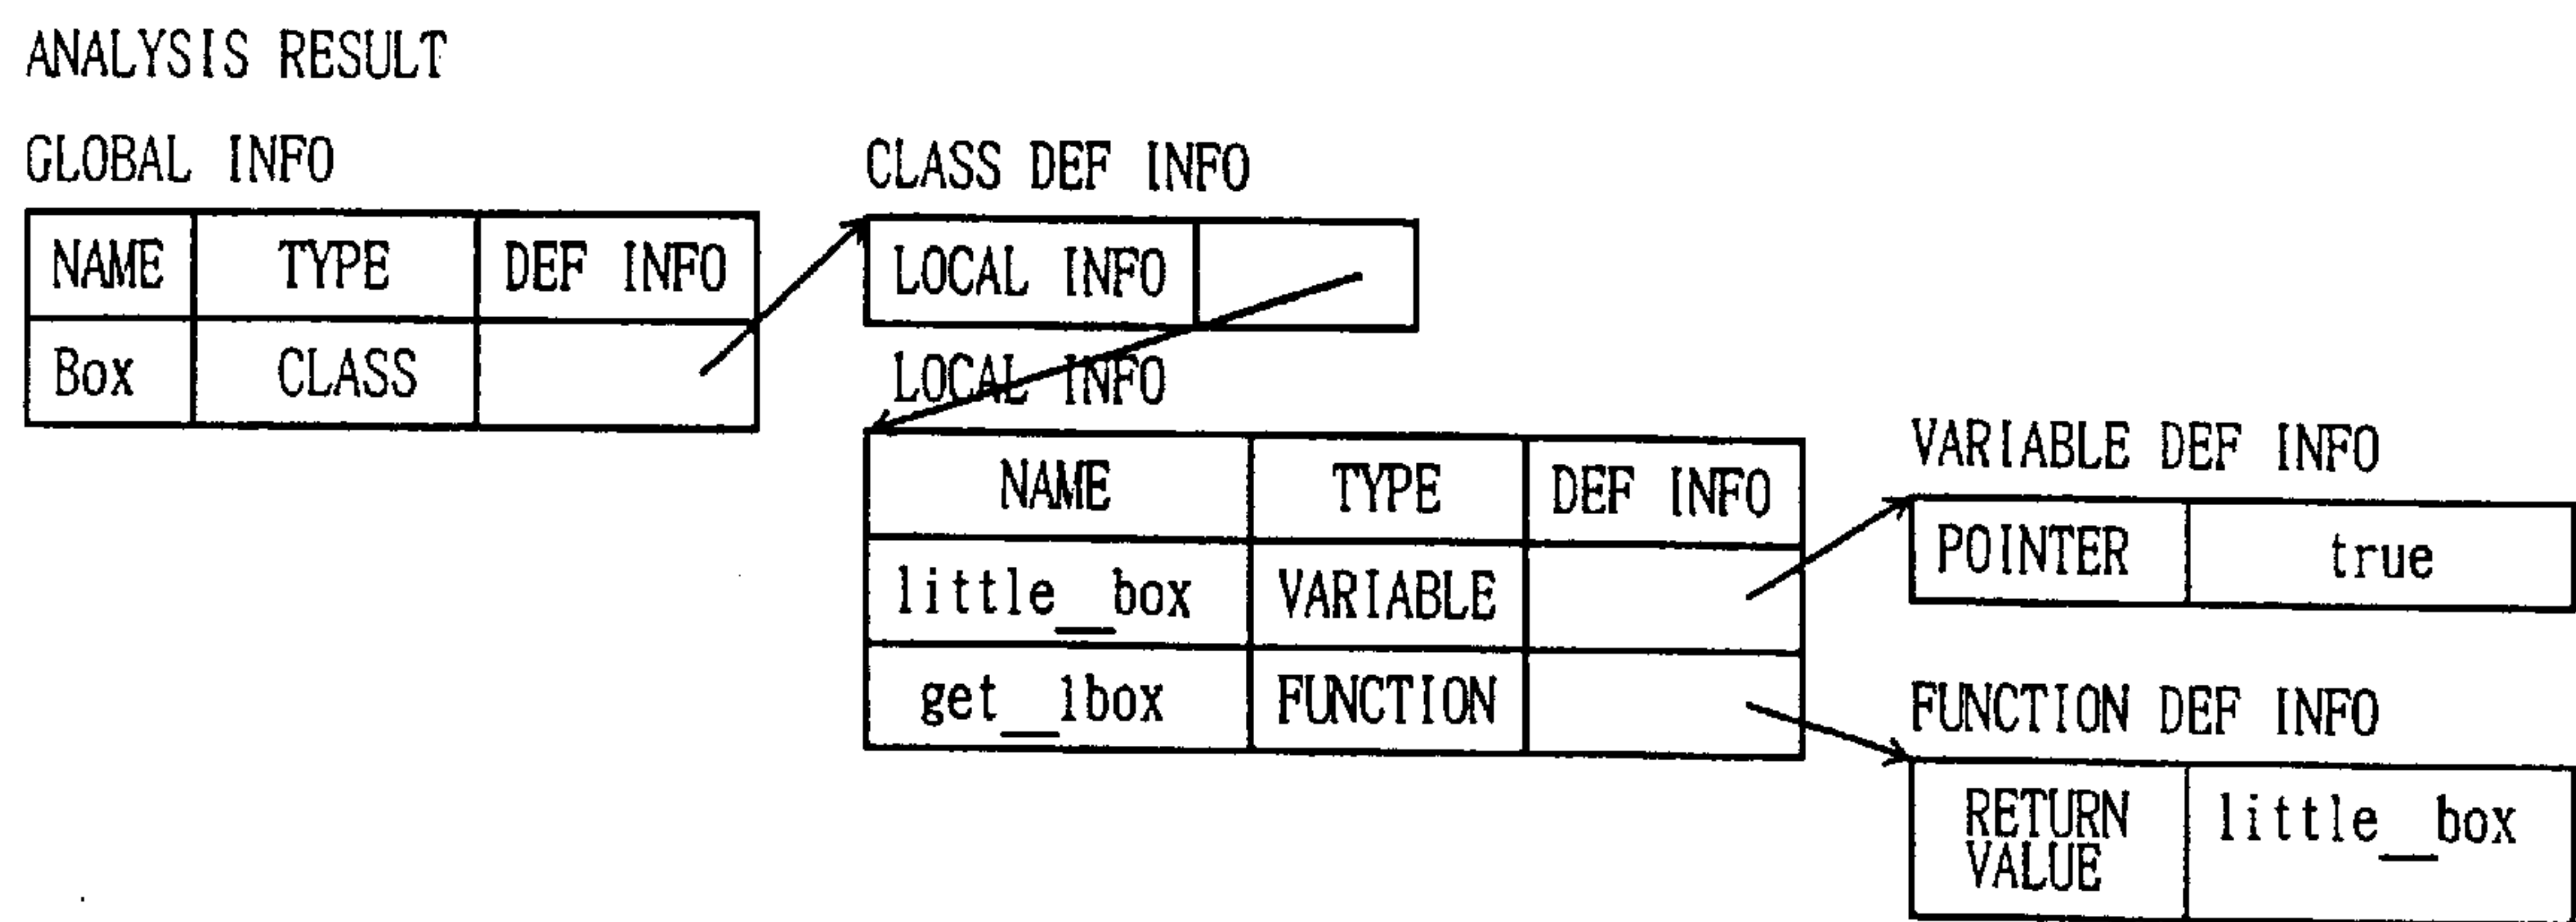 ANALYSIS RESULT
GLOBAL INFO
NAME TYPE DEF INFO
Box CLASS
CLASS DEF INFO
LOCAL INFO
LOCAL INFO
NAME TYPE DEF INFO
little_box VARIABLE
get_lbox FUNCTION
VARIABLE DEF INFO
POINTER true
FUNCTION DEF INFO
RETURN VALUE little_box